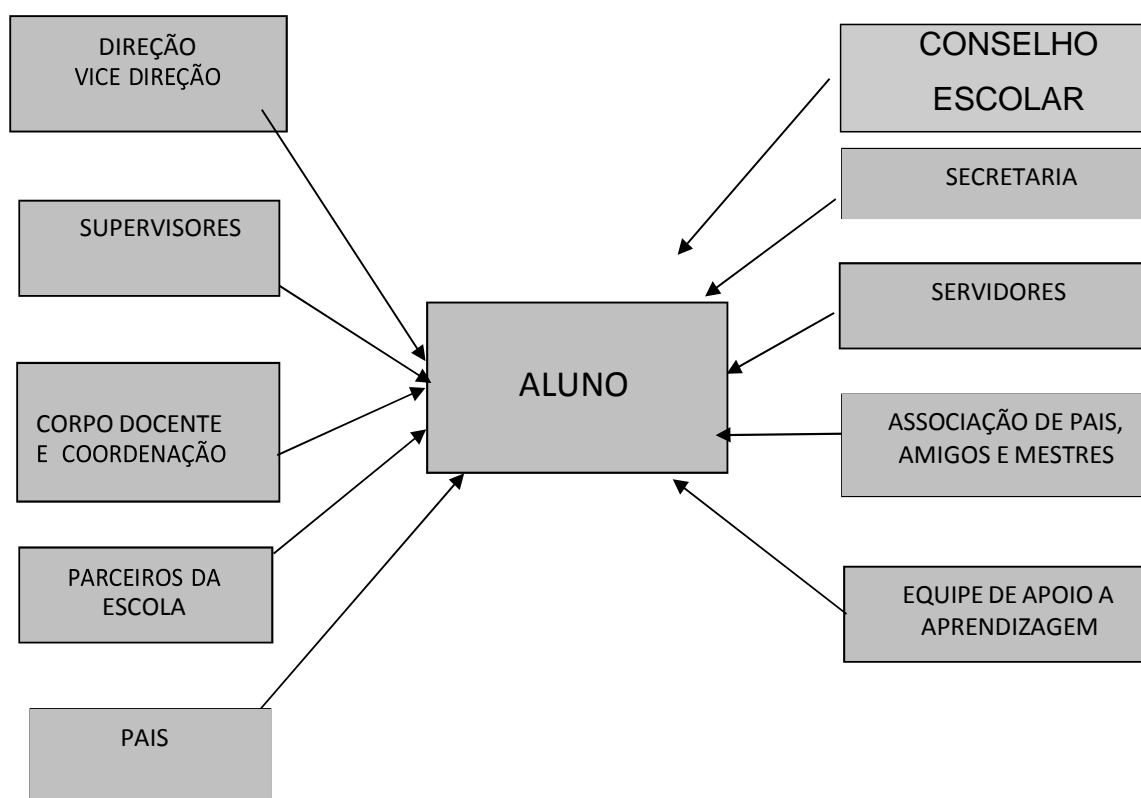 DIREÇÃO
VICE DIREÇÃO
SUPERVISORES
CORPO DOCENTE
E COORDENAÇÃO
PARCEIROS DA
ESCOLA
PAIS
ALUNO
CONSELHO
ESCOLAR
SECRETARIA
SERVIDORES
ASSOCIAÇÃO DE PAIS,
AMIGOS E MESTRES
EQUIPE DE APOIO A
APRENDIZAGEM